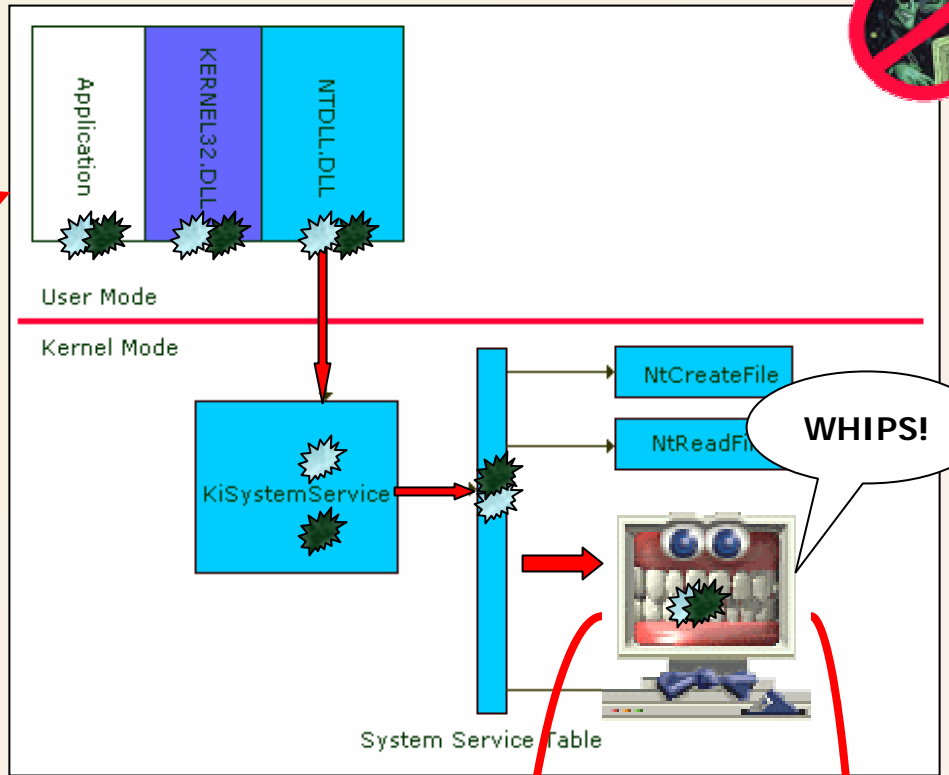 Application
KERNEL32.DLL
NTDLL.DLL
User Mode
Kernel Mode
NtCreateFile
NtReadFi
WHIPS!
KiSystemService
System Service Table